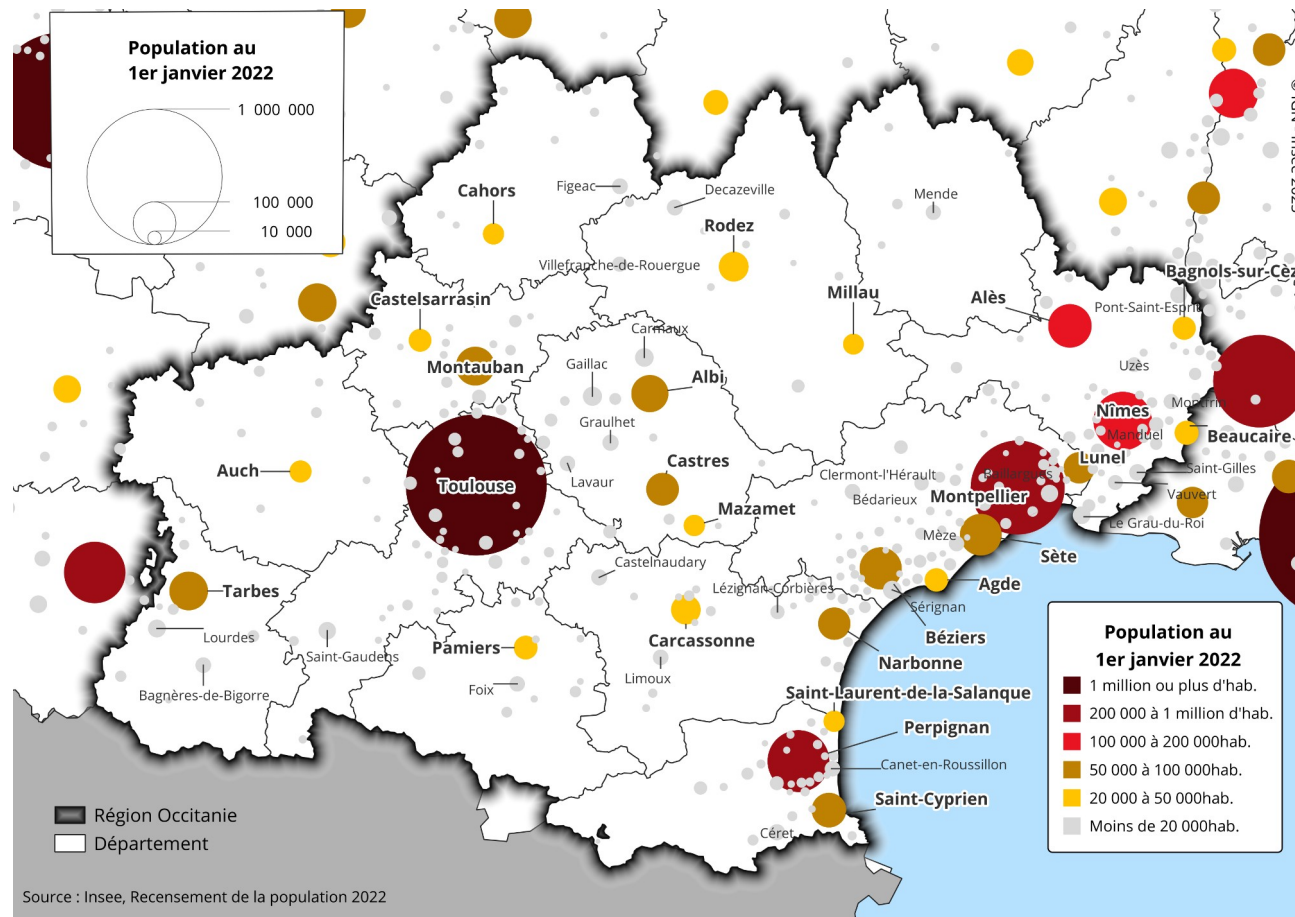 Population au
1er janvier 2022
1 000 000
100 000
10 000
© IGN - Insee 2025
Cahors
Figeac
Decazeville
Mende
Rodez
Villefranche-de-Rouergue
Bagnols-sur-Cèz
Castelsarrasin
Millau
Alès
Pont-Saint-Esprit
Carmaux
Montauban
Gaillac
Albi
Uzès
Montfrin
Nîmes
Graulhet
Manduel
Beaucaire
Auch
Castres
Lunel
Lavaur
Clermont-l'Hérault
Saint-Gilles
Toulouse
Bédarieux
Montpellier
Vauvert
Mazamet
Le Grau-du-Roi
Mèze
Sète
Castelnaudary
Tarbes
Lézignan-Corbières
Agde
Sérignan
Lourdes
Carcassonne
Béziers
Pamiers
Saint-Gaudens
Narbonne
Limoux
Bagnères-de-Bigorre
Foix
Saint-Laurent-de-la-Salanque
Perpignan
Canet-en-Roussillon
Saint-Cyprien
Céret
Population au
1er janvier 2022
1 million ou plus d'hab.
200 000 à 1 million d'hab.
100 000 à 200 000hab.
50 000 à 100 000hab.
20 000 à 50 000hab.
Moins de 20 000hab.
Région Occitanie
Département
Source : Insee, Recensement de la population 2022